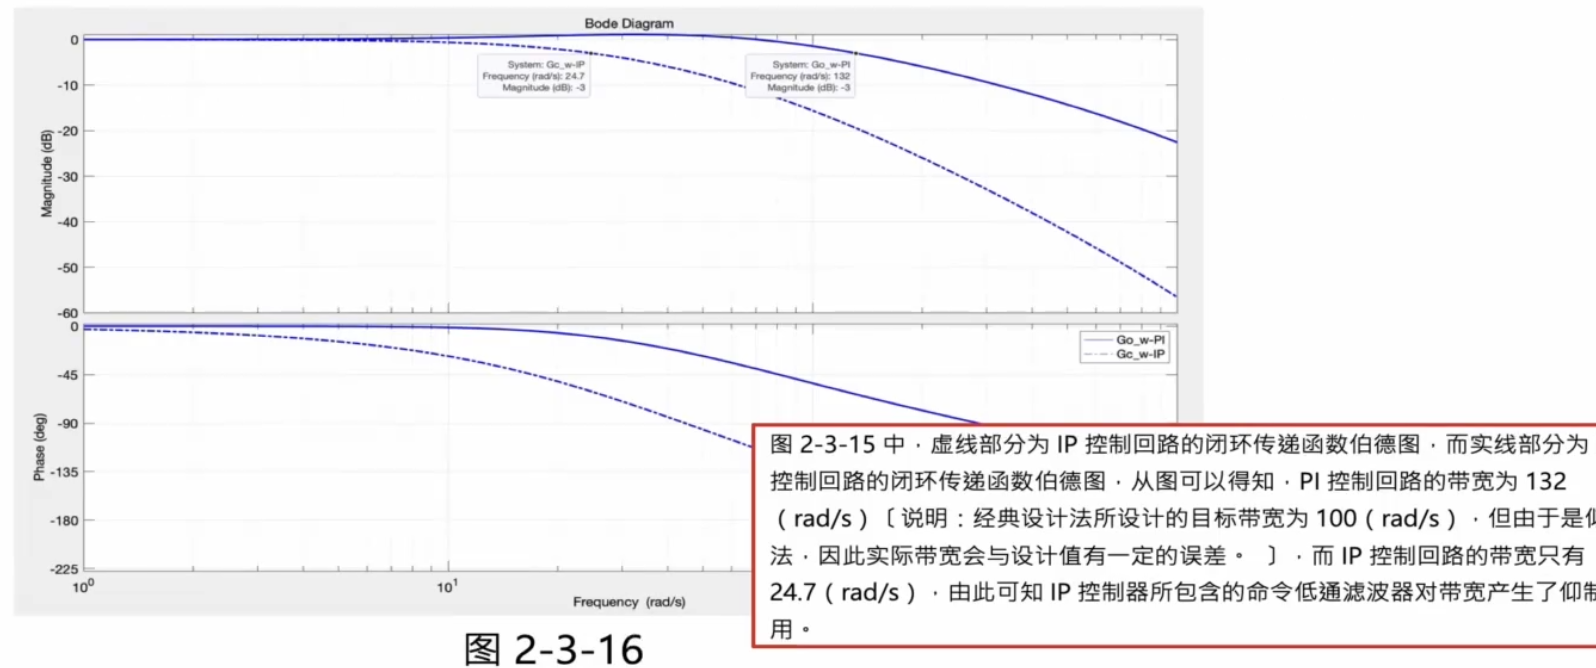 Bode Diagram
0
-10
-20
-30
-40
-50
-60
Magnitude (dB)
System: Gc_w-IP
Frequency (rad/s): 24.7
Magnitude (dB): -3
System: Go_w-PI
Frequency (rad/s): 132
Magnitude (dB): -3
0
-45
-90
-135
-180
-225
Phase (deg)
Go_w-PI
Gc_w-IP
10⁰
10¹
Frequency (rad/s)
图 2-3-15 中，虚线部分为 IP 控制回路的闭环传递函数伯德图，而实线部分为
控制回路的闭环传递函数伯德图，从图可以得知，PI 控制回路的带宽为 132
（rad/s）〔说明：经典设计法所设计的目标带宽为 100（rad/s），但由于是
法，因此实际带宽会与设计值有一定的误差。 〕，而 IP 控制回路的带宽只有
24.7（rad/s），由此可知 IP 控制器所包含的命令低通滤波器对带宽产生了仰制
用。
图 2-3-16